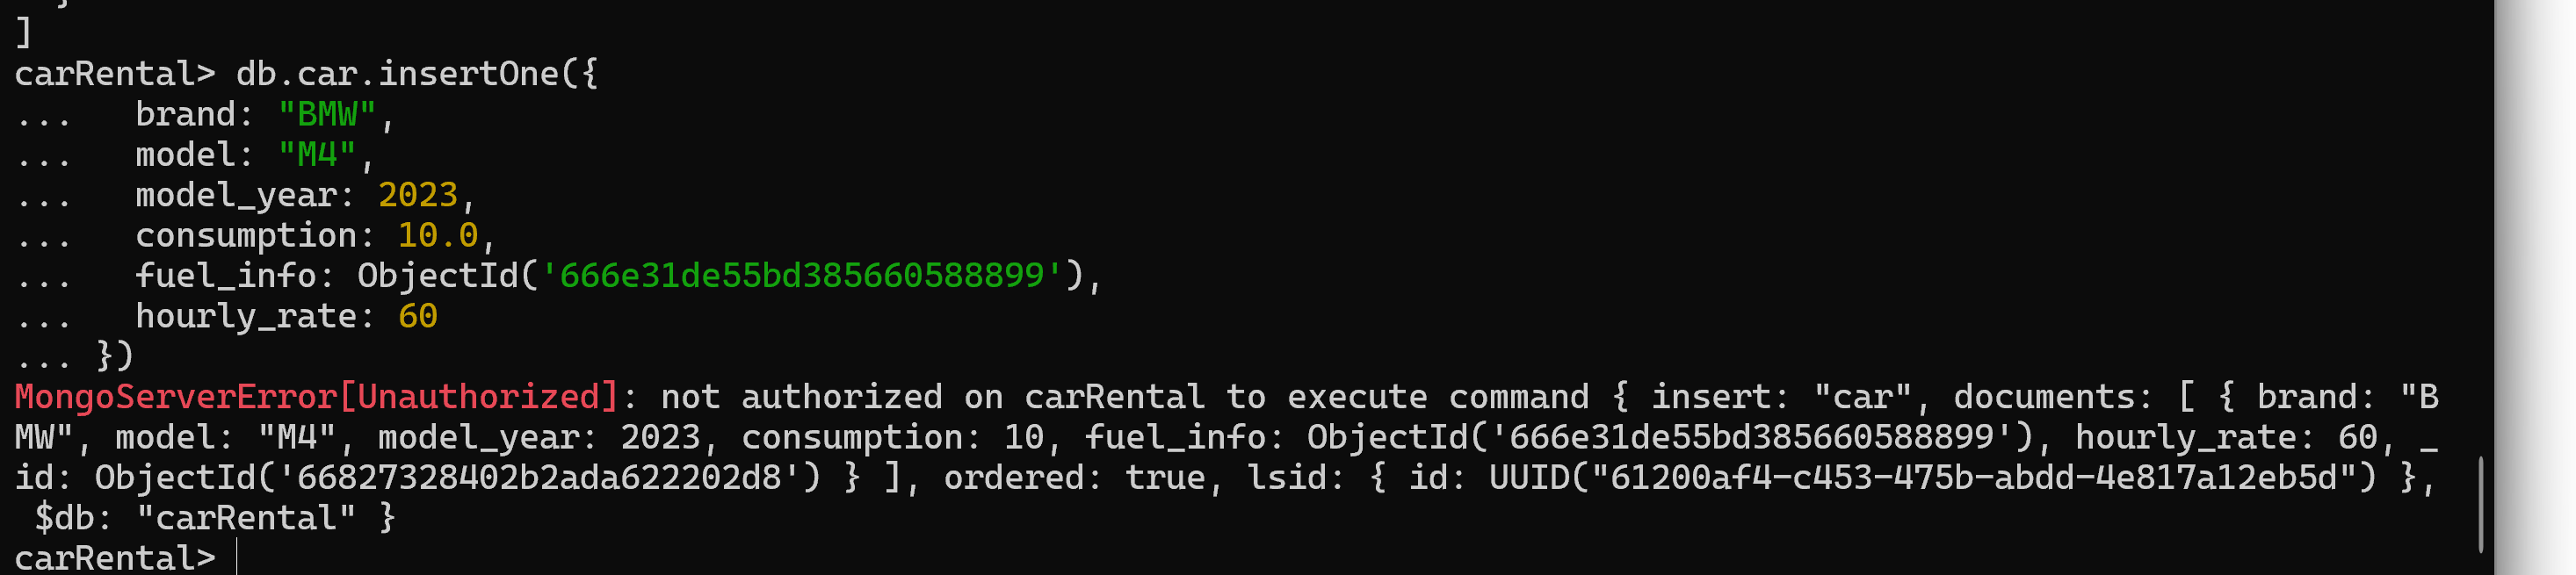 ]
carRental> db.car.insertOne({
...   brand: "BMW",
...   model: "M4",
...   model_year: 2023,
...   consumption: 10.0,
...   fuel_info: ObjectId('666e31de55bd385660588899'),
...   hourly_rate: 60
... })
MongoServerError[Unauthorized]: not authorized on carRental to execute command { insert: "car", documents: [ { brand: "B
MW", model: "M4", model_year: 2023, consumption: 10, fuel_info: ObjectId('666e31de55bd385660588899'), hourly_rate: 60, _
id: ObjectId('66827328402b2ada622202d8') } ], ordered: true, lsid: { id: UUID("61200af4-c453-475b-abdd-4e817a12eb5d") },
 $db: "carRental" }
carRental>